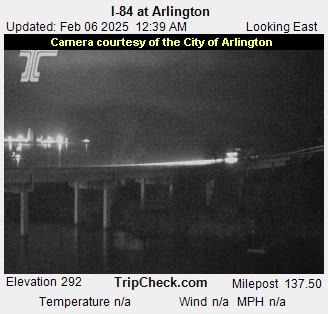 I-84 at Arlington
Updated: Feb 06 2025 12:39 AM Looking East
Camera courtesy of the City of Arlington
Elevation 292 TripCheck.com Milepost 137.50
Temperature n/a Wind n/a MPH n/a